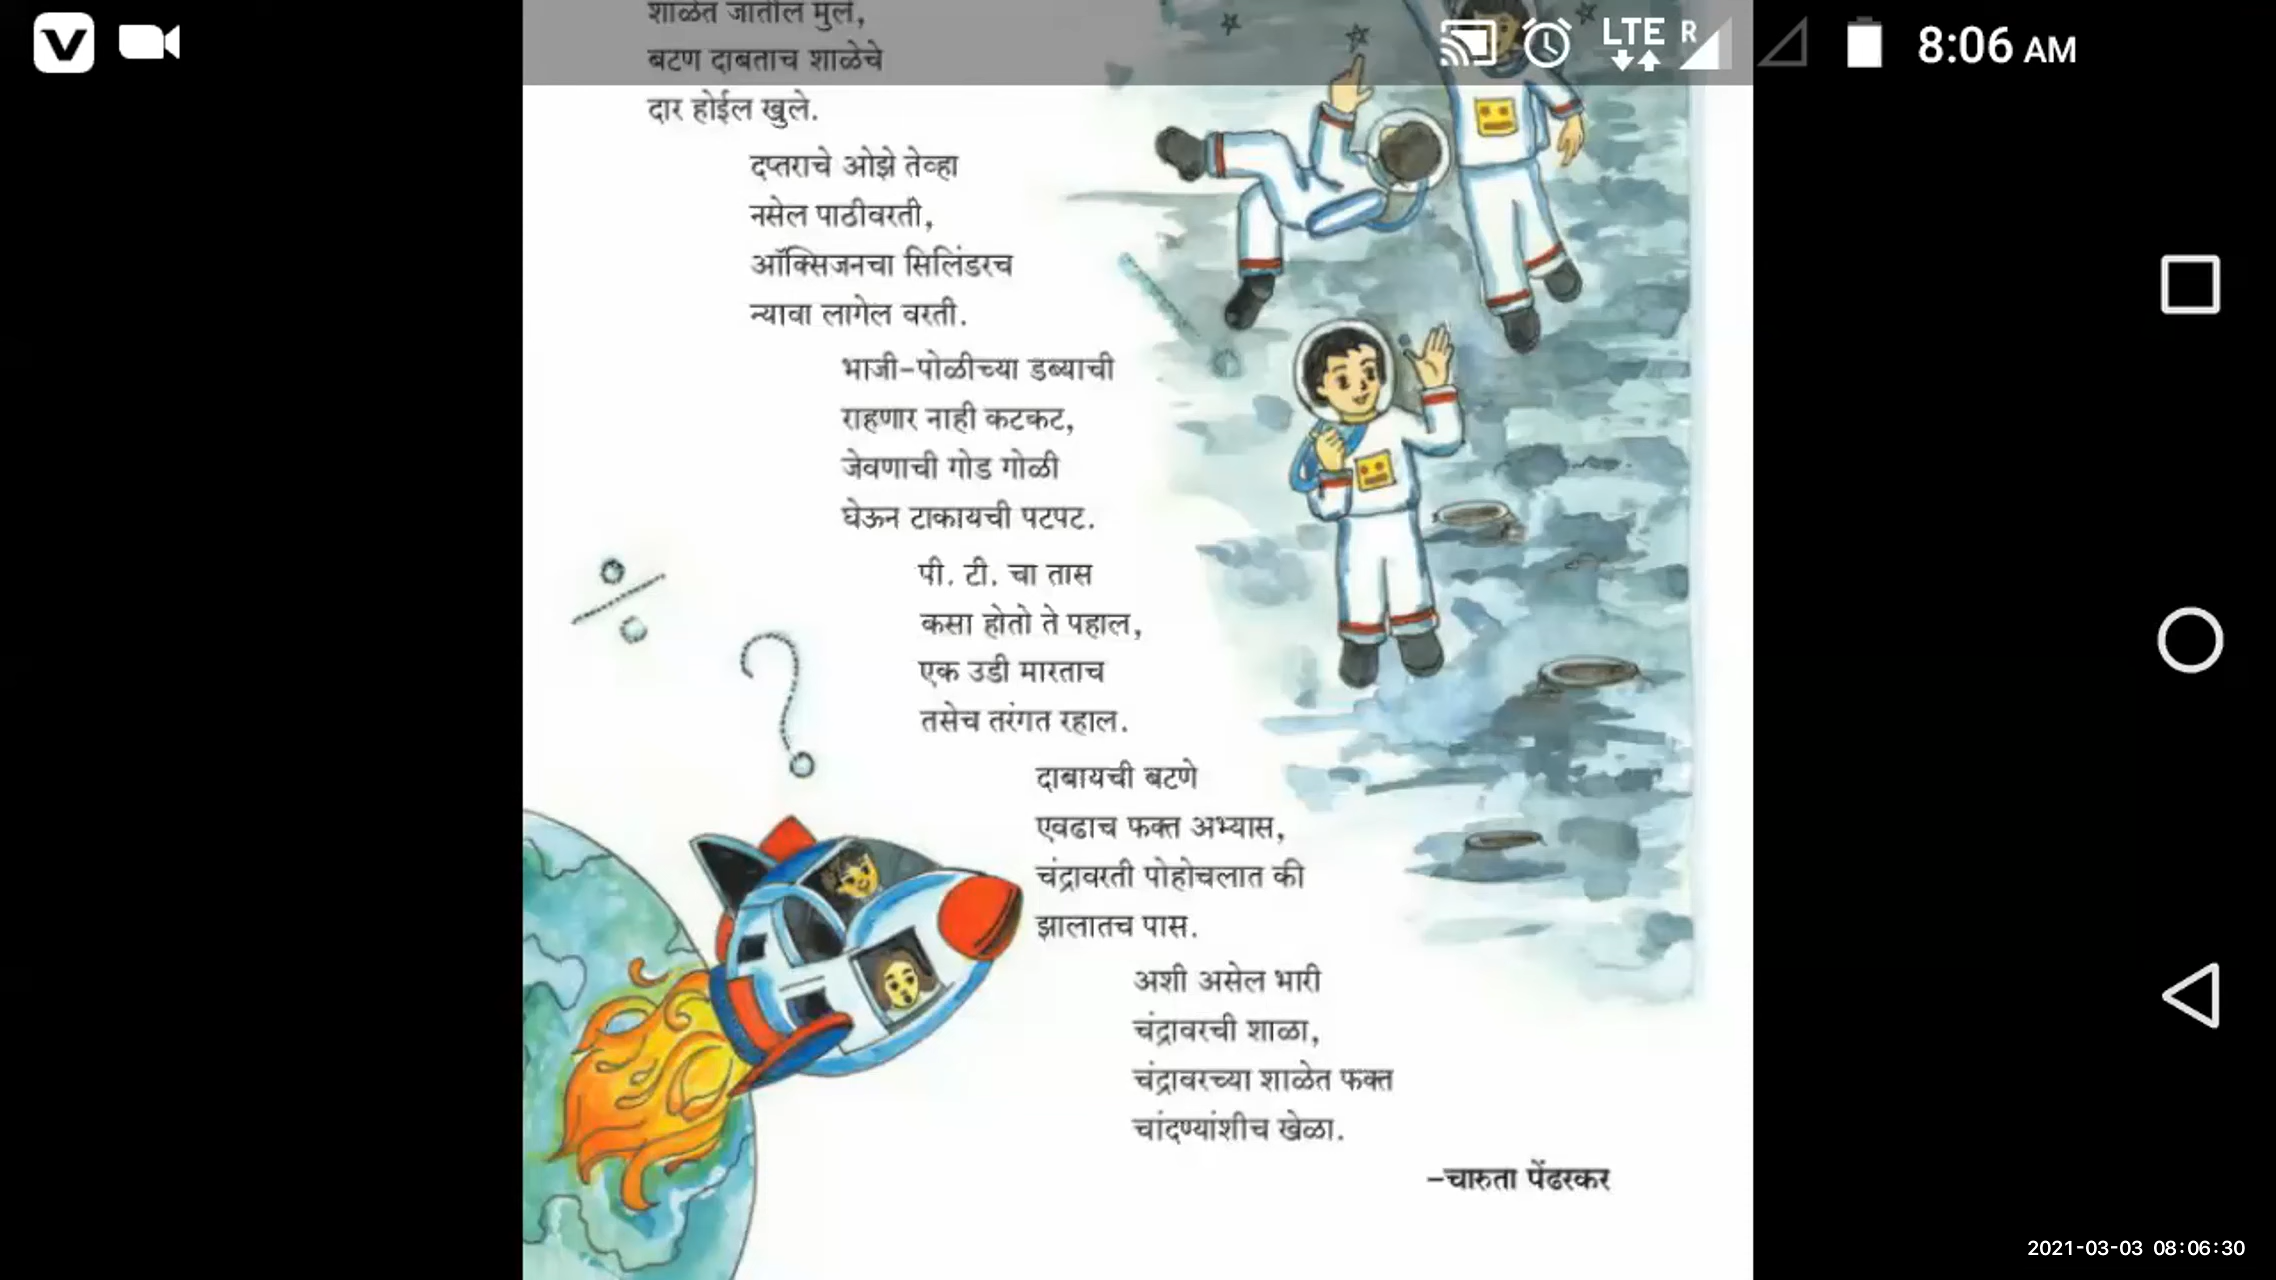 V
LTE
R
8:06 AM
शाळेत जातील मुले,
बटण दाबताच शाळेचे
दार होईल खुले.
दप्तराचे ओझे तेव्हा
नसेल पाठीवरती,
ऑक्सिजनचा सिलिंडरच
न्यावा लागेल वरती.
भाजी-पोळीच्या डब्याची
राहणार नाही कटकट,
जेवणाची गोड गोळी
घेऊन टाकायची पटपट.
पी. टी. चा तास
कसा होतो ते पहाल,
एक उडी मारताच
तसेच तरंगत रहाल.
दाबायची बटणे
एवढाच फक्त अभ्यास,
चंद्रावरती पोहोचलात की
झालातच पास.
अशी असेल भारी
चंद्रावरची शाळा,
चंद्रावरच्या शाळेत फक्त
चांदण्यांशीच खेळा.
-चारुता पेंढरकर
2021-03-03 08:06:30